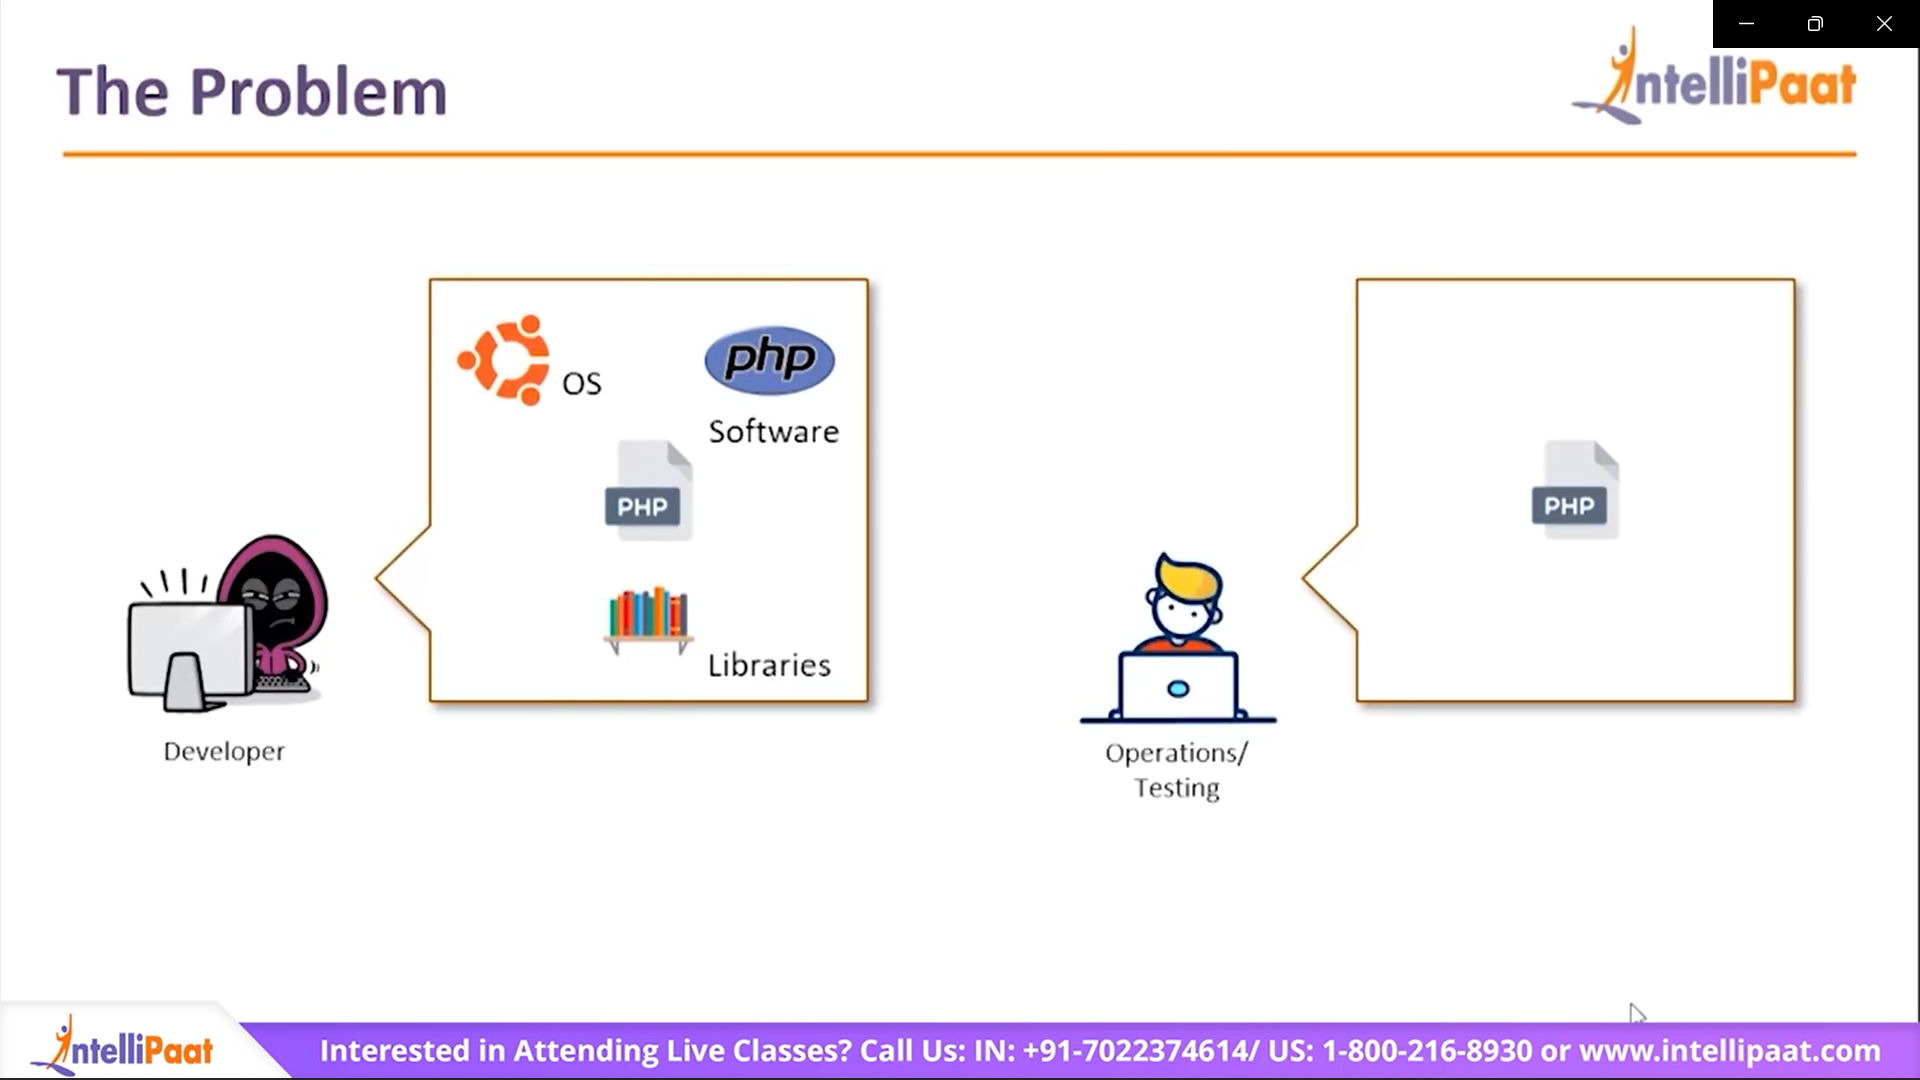 The Problem
IntelliPaat
OS
php
Software
PHP
Libraries
Developer
PHP
Operations/
Testing
IntelliPaat
Interested in Attending Live Classes? Call Us: IN: +91-7022374614/ US: 1-800-216-8930 or www.intellipaat.com